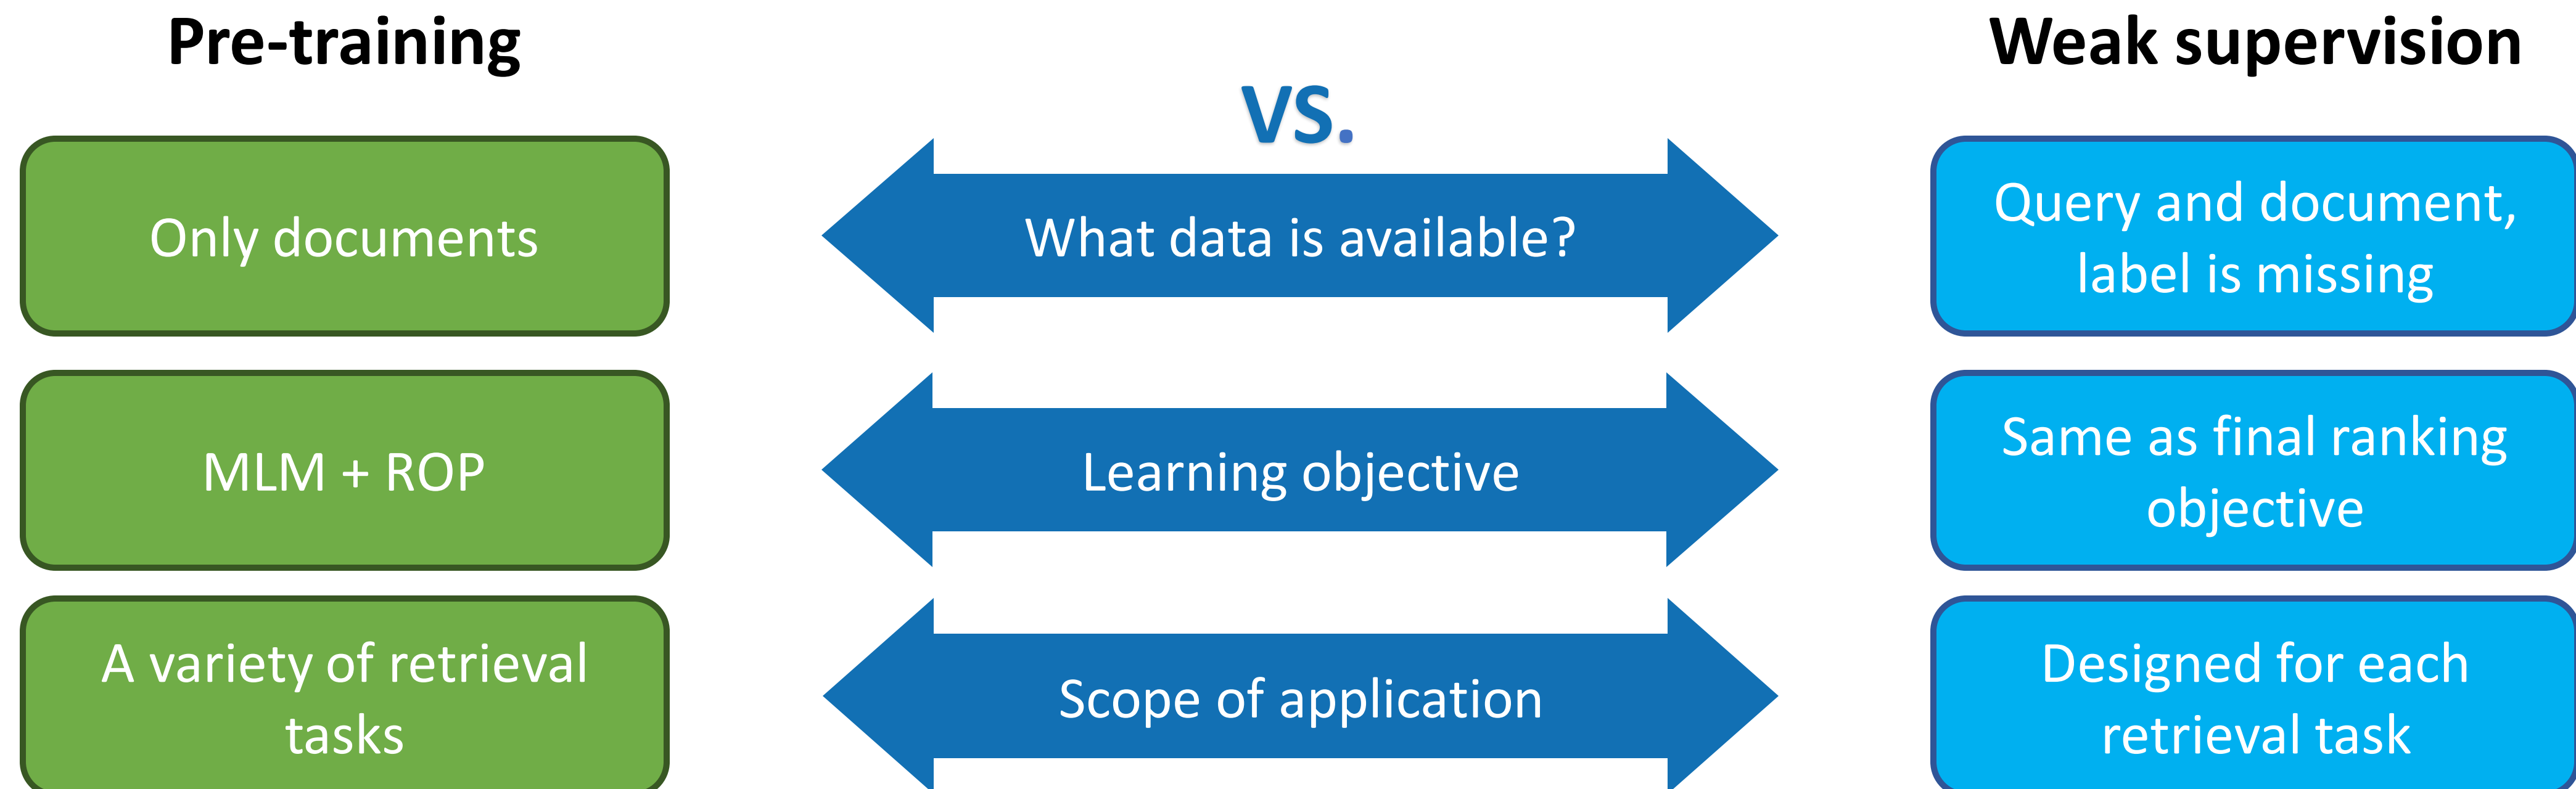 Pre-training
VS.
Weak supervision
Only documents
What data is available?
Query and document,
label is missing
MLM + ROP
Learning objective
Same as final ranking
objective
A variety of retrieval
tasks
Scope of application
Designed for each
retrieval task